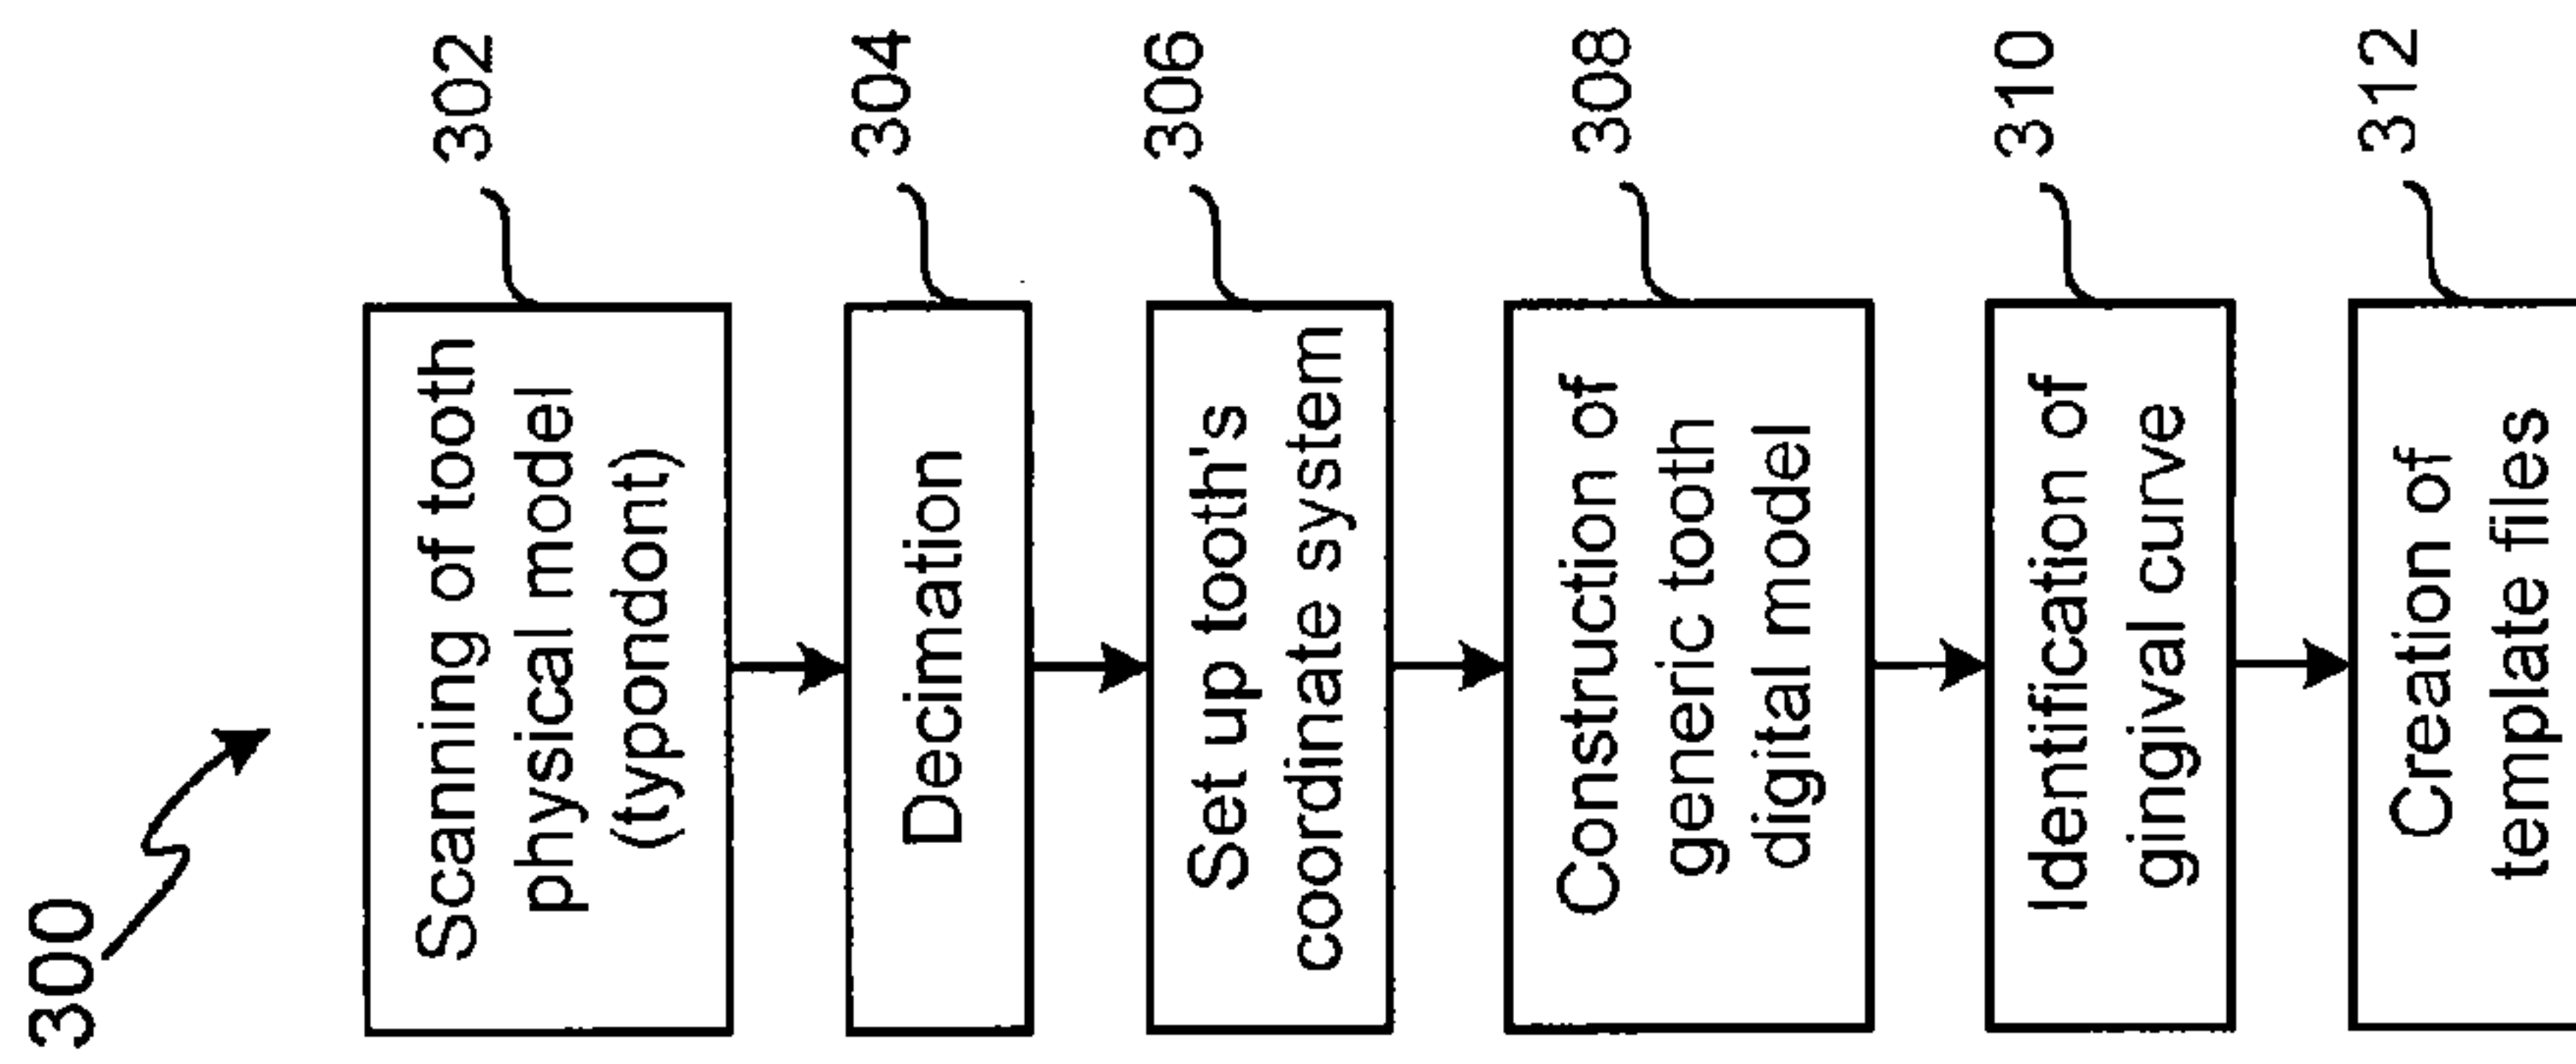 300
Scanning of tooth
physical model
(typondont)
302
Decimation
304
Set up tooth's
coordinate system
306
Construction of
generic tooth
digital model
308
Identification of
gingival curve
310
Creation of
template files
312